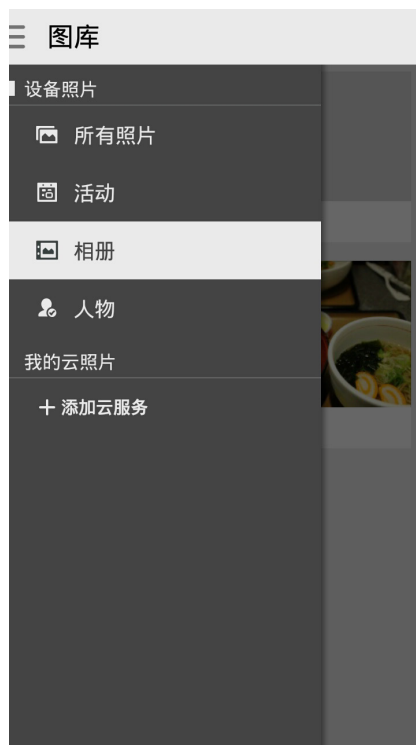 图库
设备照片
所有照片
活动
相册
人物
我的云照片
+ 添加云服务